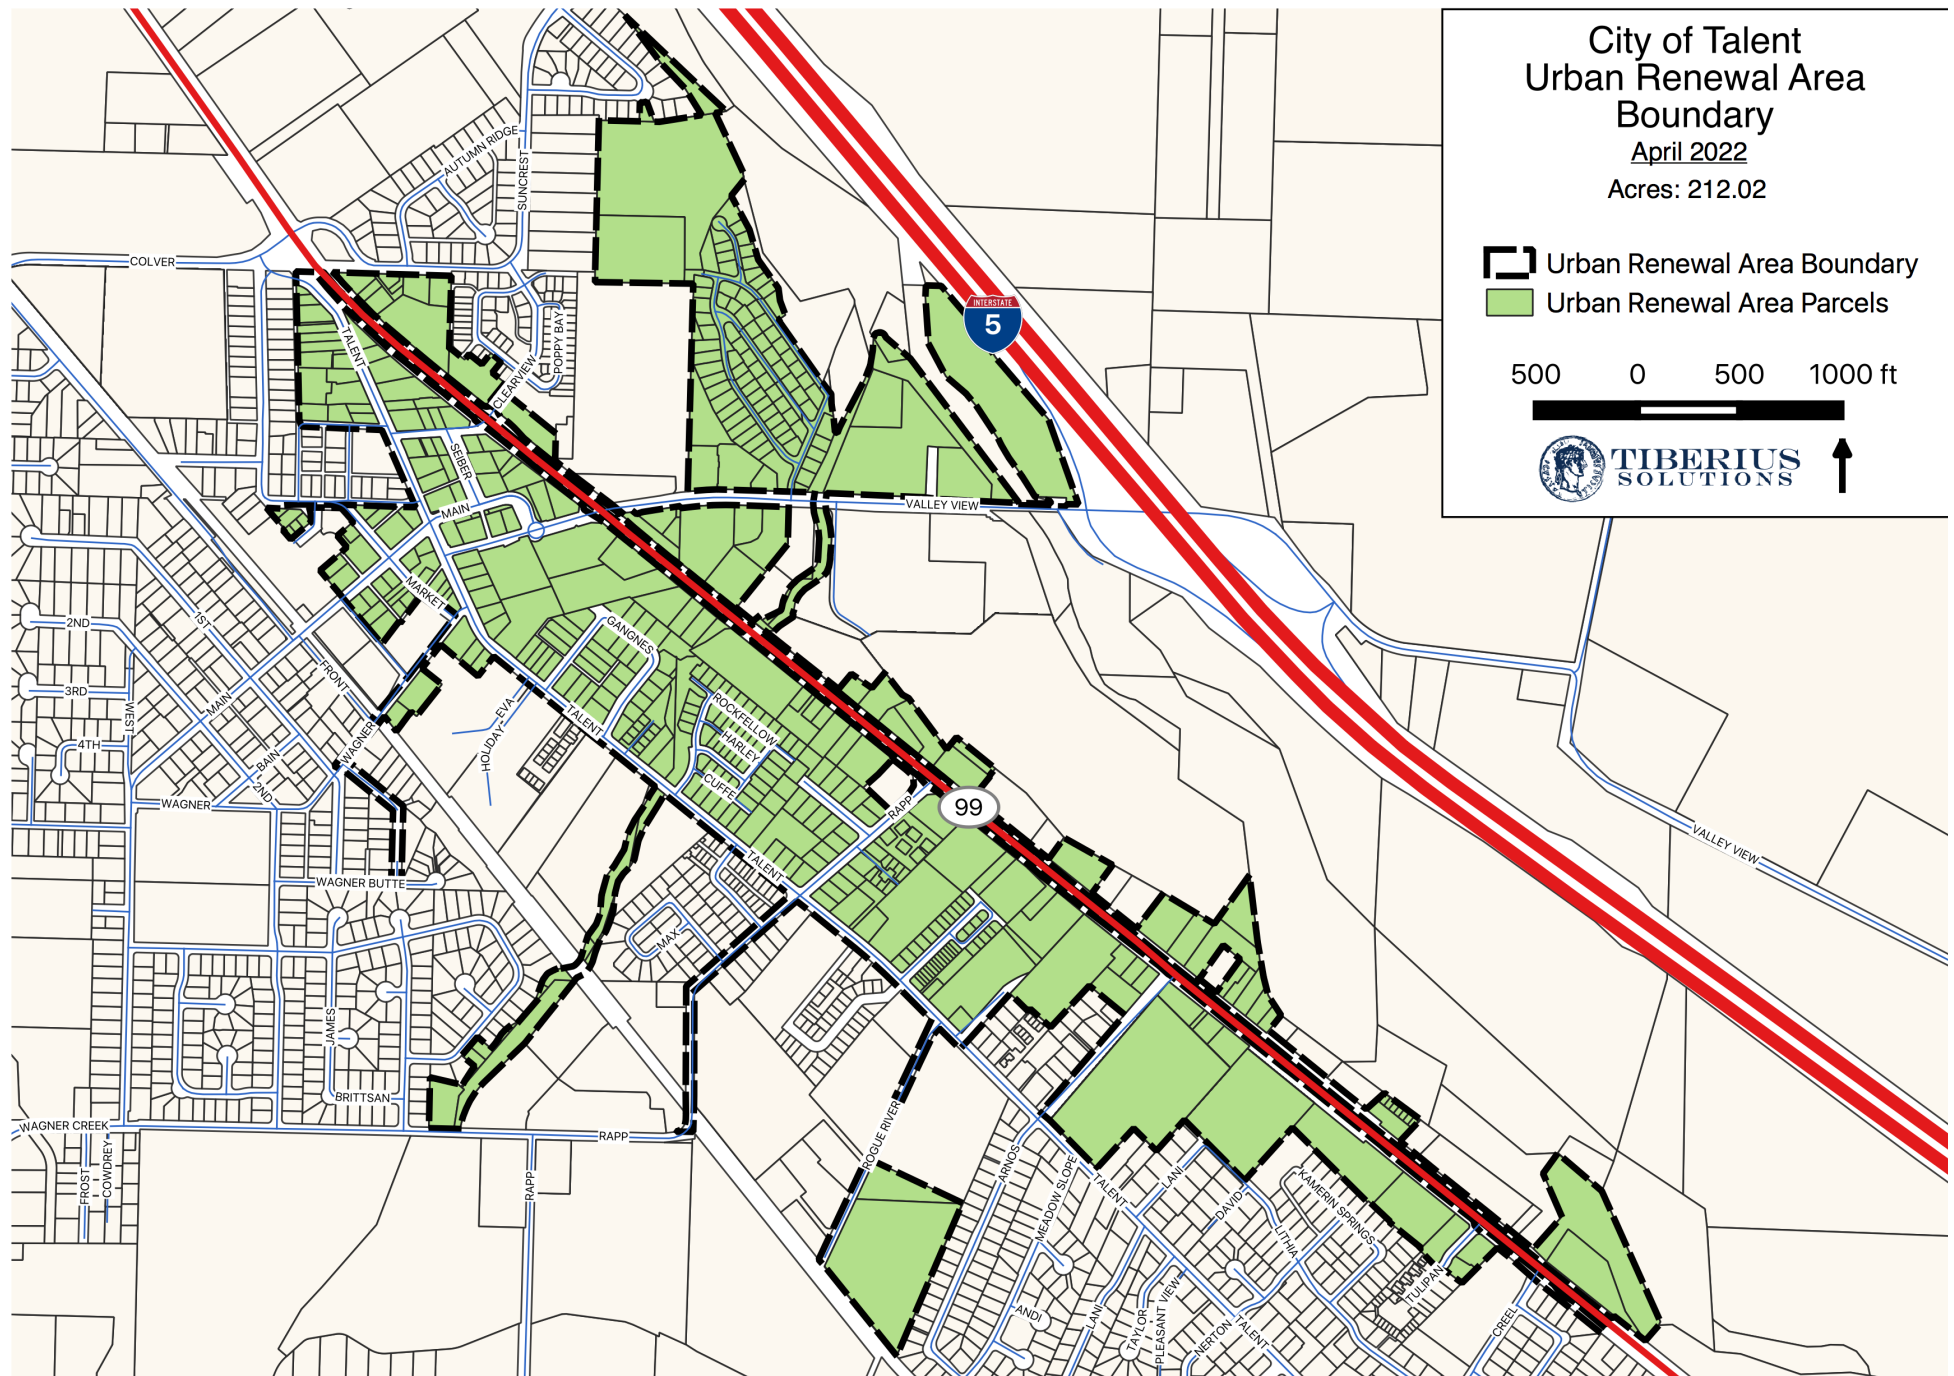 City of Talent
Urban Renewal Area
Boundary
April 2022
Acres: 212.02
Urban Renewal Area Boundary
Urban Renewal Area Parcels
500 0 500 1000 ft
TIBERIUS
SOLUTIONS
AUTUMN RIDGE
SUNCREST
COLVER
INTERSTATE
5
TALENT
POPPY BAY
CLEARVIEW
SEIBER
MAIN
VALLEY VIEW
MARKET
1ST
2ND
GANGNES
FRONT
3RD
WEST
MAIN
EVA
HOLIDAY
TALENT
ROCKFELLOW
HARLEY
CUFFE
4TH
BAIN
2ND
WAGNER
WAGNER
RAPP
99
VALLEY VIEW
TALENT
WAGNER BUTTE
MAX
JAMES
BRITTSAN
WAGNER CREEK
RAPP
ROGUE RIVER
FROST
COWDREY
RAPP
ARNOS
MEADOW SLOPE
TALENT
LANI
DAVID
KAMERIN SPRINGS
LITHIA
TULIPAN
ANDI
LANI
TAYLOR
PLEASANT VIEW
NERTON
TALENT
CREEL